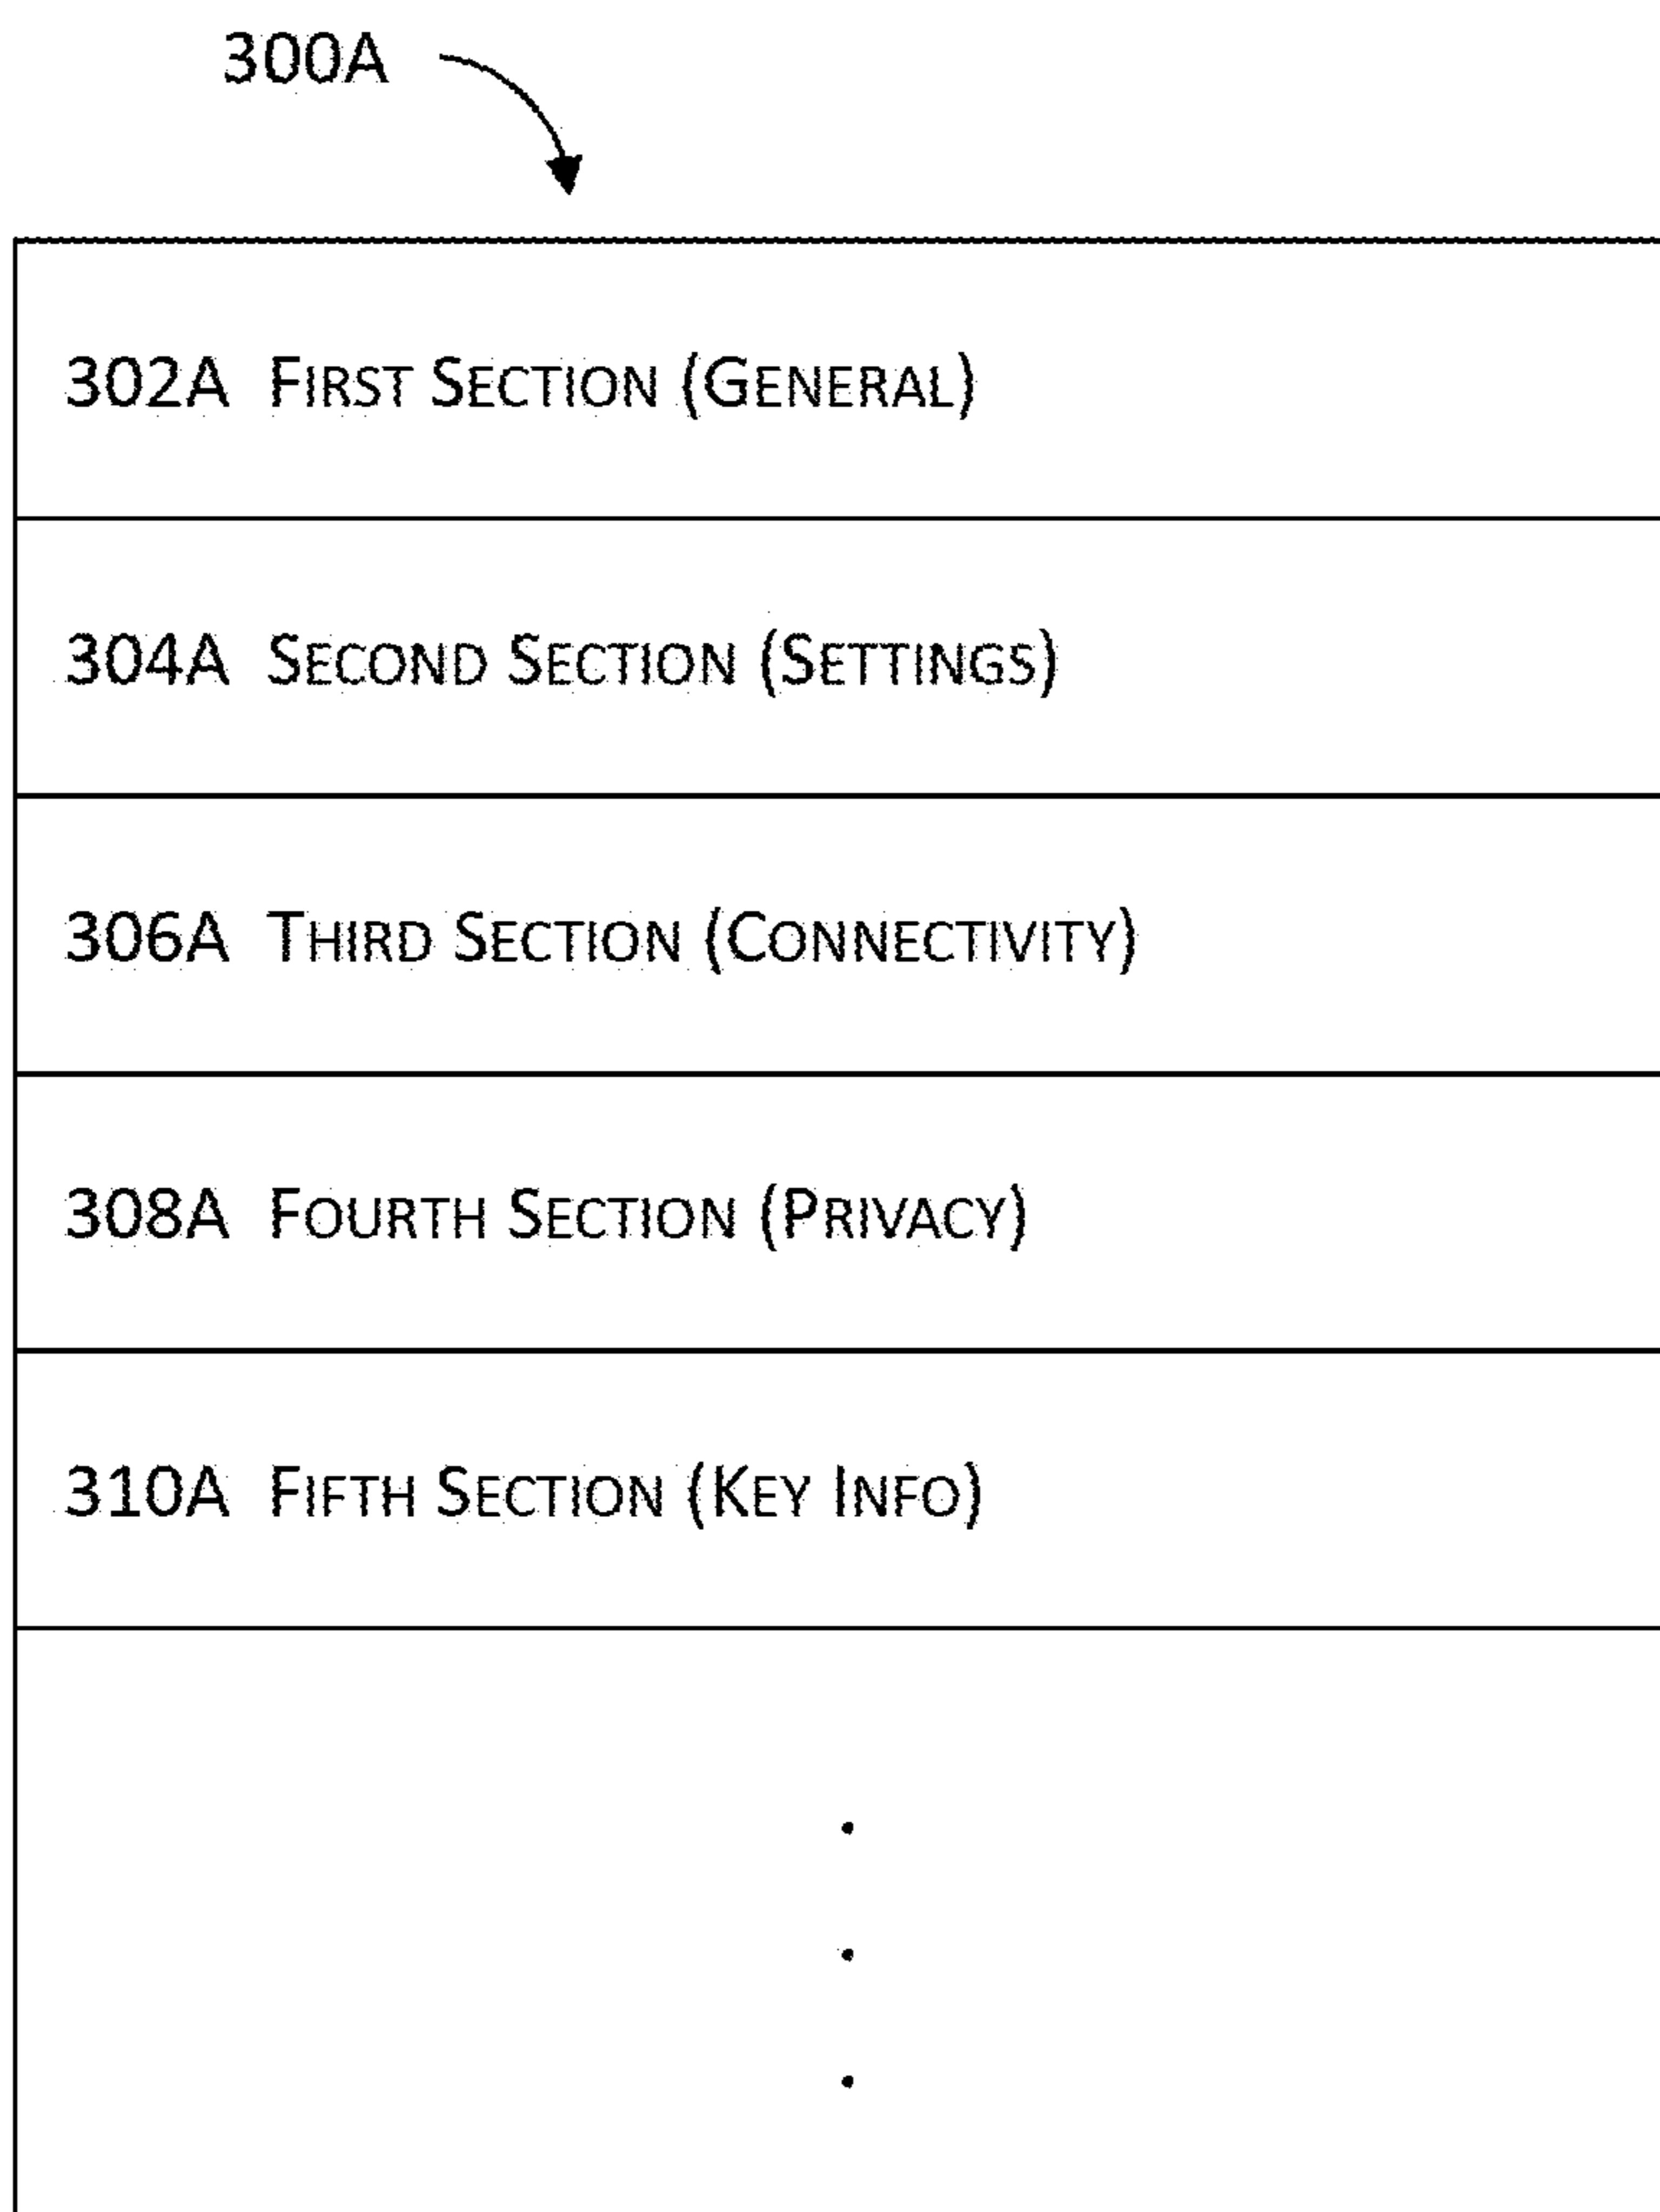 300A
302A First Section (General)
304A Second Section (Settings)
306A Third Section (Connectivity)
308A Fourth Section (Privacy)
310A Fifth Section (Key Info)